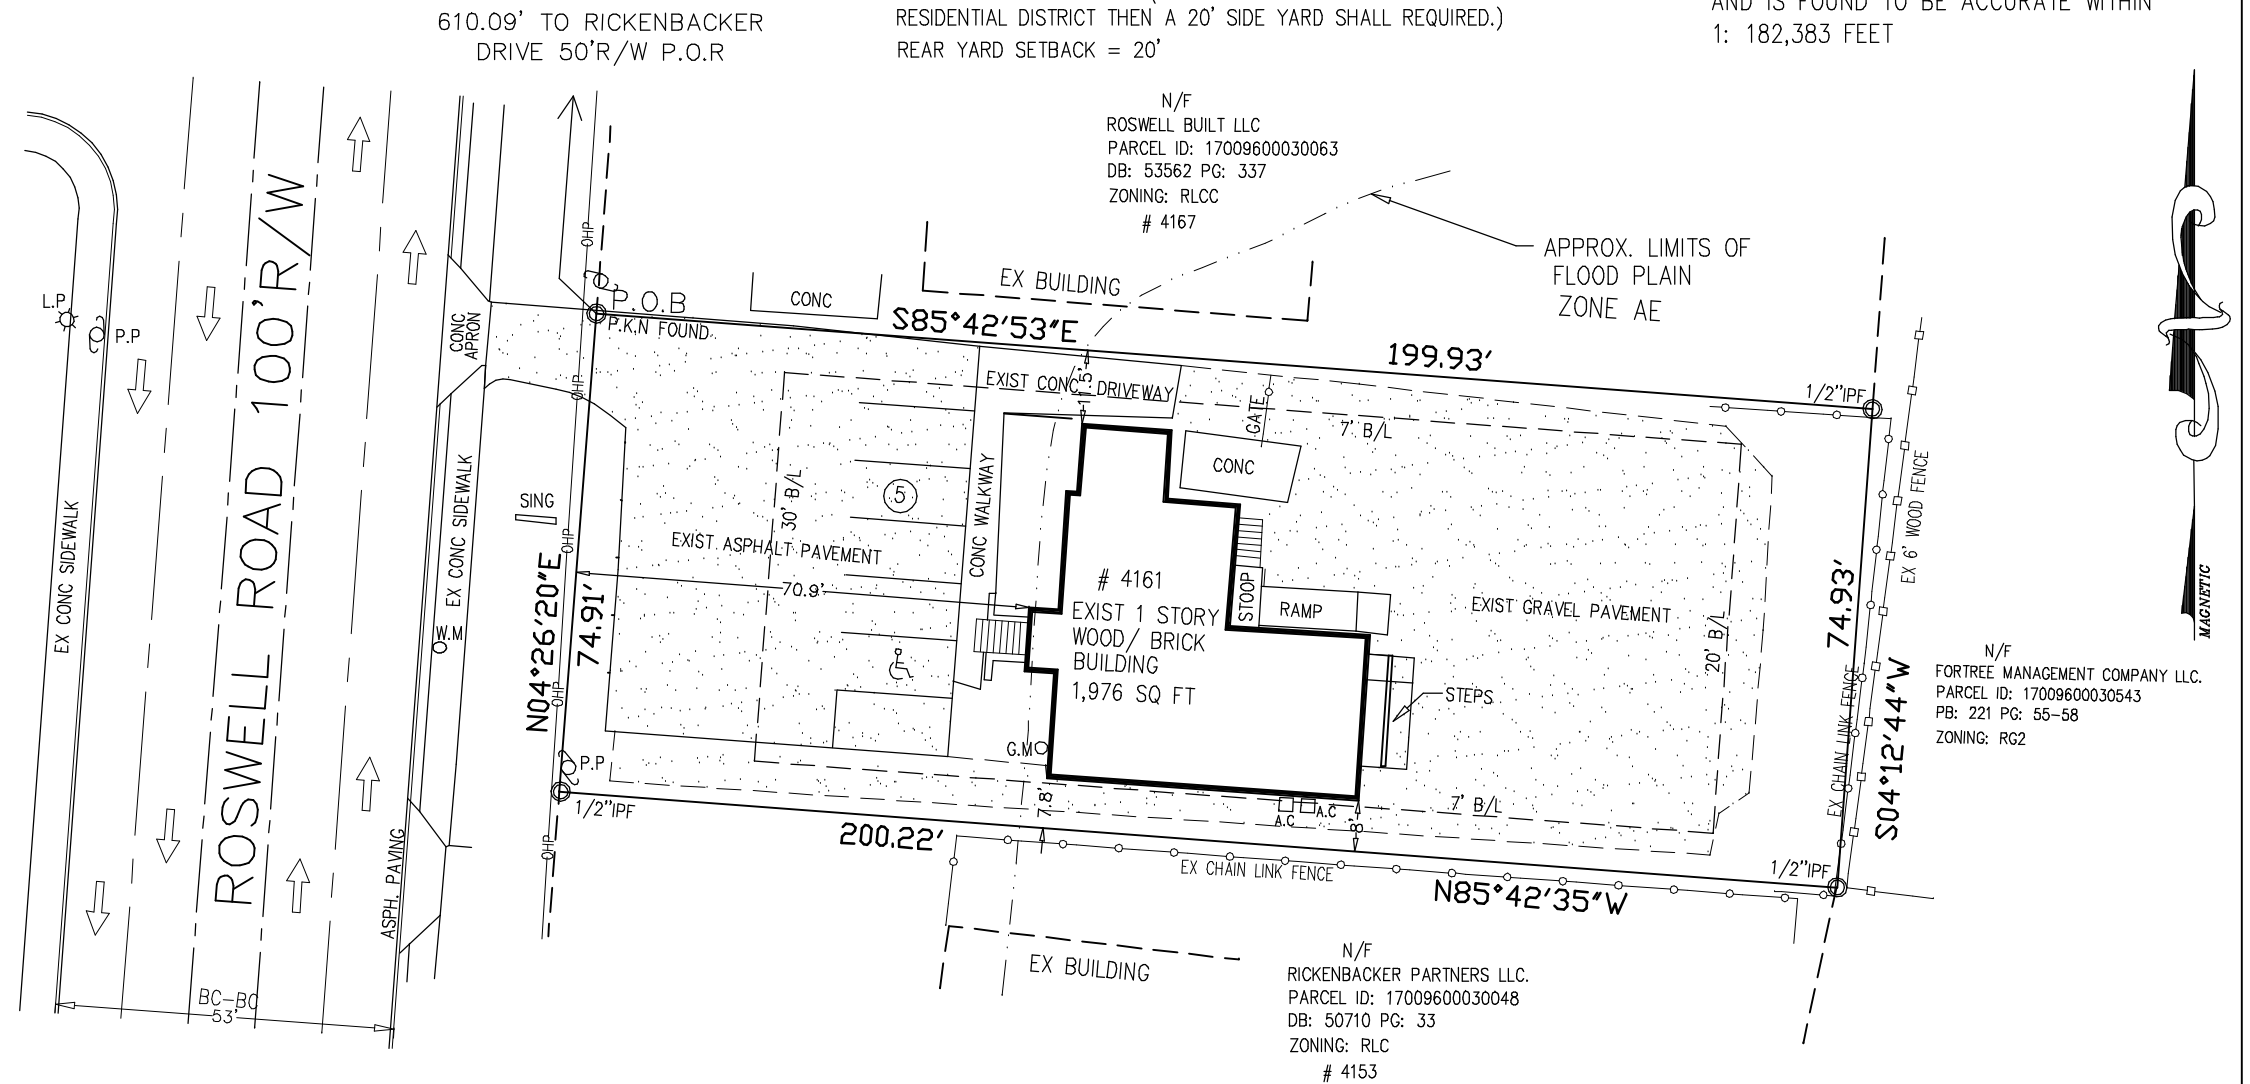 610.09' TO RICKENBACKER
DRIVE 50'R/W P.O.R
RESIDENTIAL DISTRICT THEN A 20' SIDE YARD SHALL REQUIRED.)
REAR YARD SETBACK = 20'
AND IS FOUND TO BE ACCURATE WITHIN
1: 182,383 FEET
N/F
ROSWELL BUILT LLC
PARCEL ID: 17009600030063
DB: 53562 PG: 337
ZONING: RLCC
# 4167
APPROX. LIMITS OF
FLOOD PLAIN
ZONE AE
EX BUILDING
CONC
P.O.B
P.K.N FOUND
S85°42'53"E
199.93'
1/2"IPF
L.P
P.P
CONC
APRON
OHP
OHP
OHP
OHP
OHP
ROSWELL ROAD 100'R/W
EX CONC SIDEWALK
EX CONC SIDEWALK
SING
W.M
ASPH. PAVING
BC-BC
53'
N04°26'20"E
74.91'
EXIST CONC DRIVEWAY
11.5'
GATE
7' B/L
CONC
30' B/L
5
CONC WALKWAY
EXIST ASPHALT PAVEMENT
70.9'
# 4161
EXIST 1 STORY
WOOD/ BRICK
BUILDING
1,976 SQ FT
STOOP
RAMP
EXIST GRAVEL PAVEMENT
20' B/L
STEPS
G.M
P.P
1/2"IPF
7.8'
A.C
A.C
8'
7' B/L
200.22'
EX CHAIN LINK FENCE
N85°42'35"W
1/2"IPF
74.93'
S04°12'44"W
EX CHAIN LINK FENCE
EX 6' WOOD FENCE
MAGNETIC
N/F
FORTREE MANAGEMENT COMPANY LLC.
PARCEL ID: 17009600030543
PB: 221 PG: 55-58
ZONING: RG2
EX BUILDING
N/F
RICKENBACKER PARTNERS LLC.
PARCEL ID: 17009600030048
DB: 50710 PG: 33
ZONING: RLC
# 4153